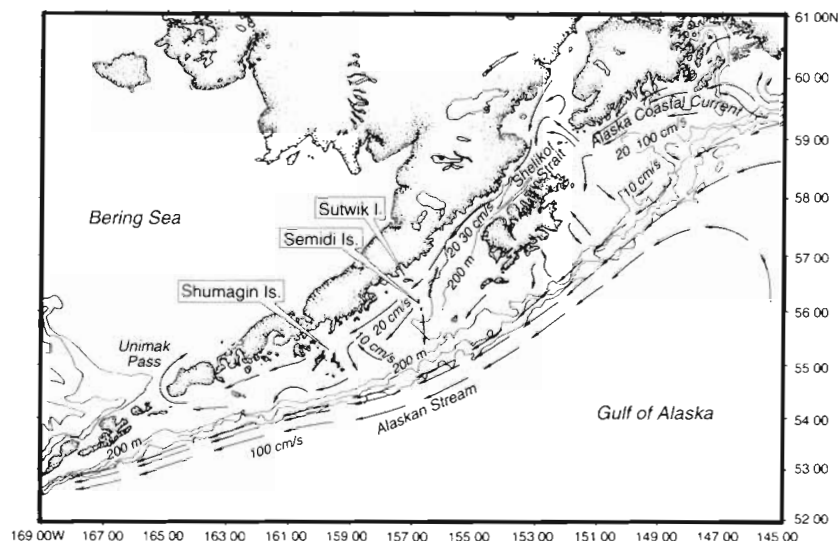 61 00N
60 00
59 00
58 00
57 00
56 00
55 00
54 00
53 00
52 00
Alaska Coastal Current
20 100 cm/s
10 cm/s
Shelikof
Strait
Bering Sea
Sutwik I.
20 30 cm/s
Semidi Is.
200 m
Shumagin Is.
20 cm/s
10 cm/s
Unimak
Pass
200 m
Alaskan Stream
Gulf of Alaska
200 m
100 cm/s
169 00W
167 00
165 00
163 00
161 00
159 00
157 00
155 00
153 00
151 00
149 00
147 00
145 00